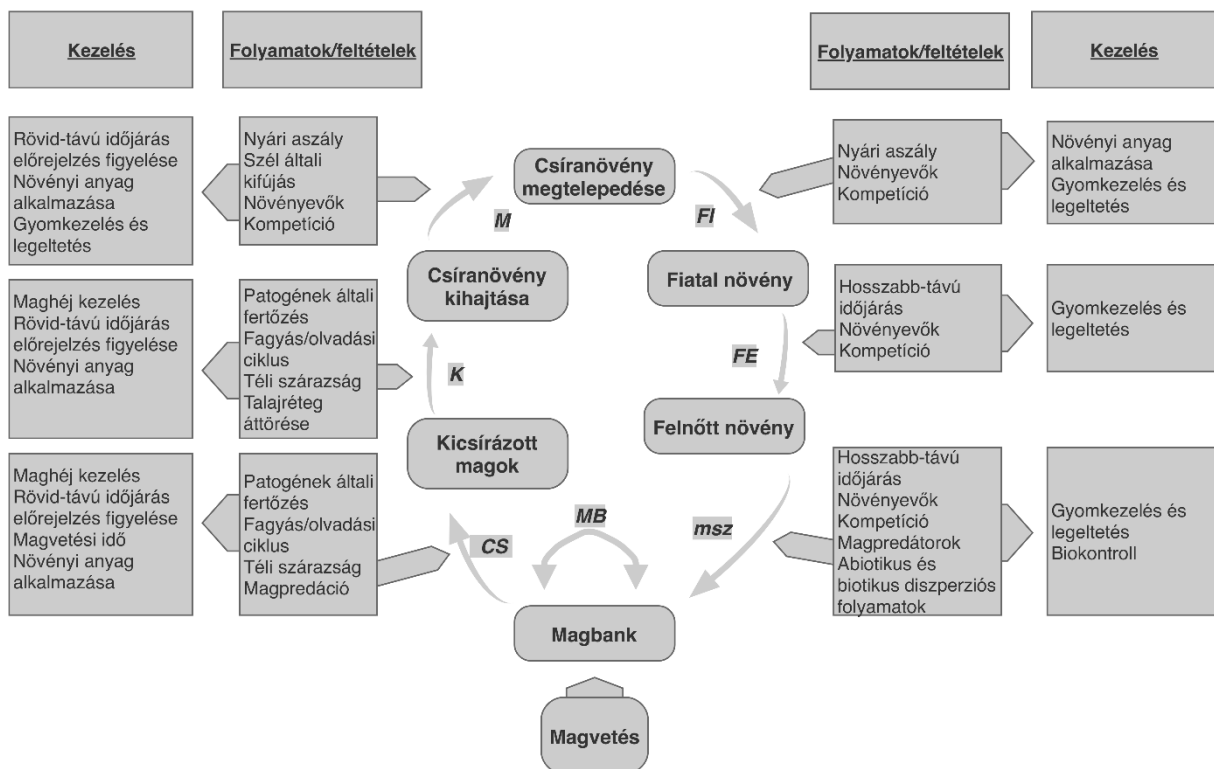 Kezelés
Folyamatok/feltételek
Folyamatok/feltételek
Kezelés
Rövid-távú időjárás
előrejelzés figyelése
Növényi anyag
alkalmazása
Gyomkezelés és
legeltetés
Nyári aszály
Szél általi
kifújás
Növényevők
Kompetíció
Csíranövény
megtelepedése
Nyári aszály
Növényevők
Kompetíció
Növényi anyag
alkalmazása
Gyomkezelés és
legeltetés
M
FI
Csíranövény
kihajtása
Fiatal növény
Maghéj kezelés
Rövid-távú időjárás
előrejelzés figyelése
Növényi anyag
alkalmazása
Patogének általi
fertőzés
Fagyás/olvadási
ciklus
Téli szárazság
Talajréteg
áttörése
Hosszabb-távú
időjárás
Növényevők
Kompetíció
Gyomkezelés és
legeltetés
K
FE
Kicsírázott
magok
Felnőtt növény
Maghéj kezelés
Rövid-távú időjárás
előrejelzés figyelése
Magvetési idő
Növényi anyag
alkalmazása
Patogének általi
fertőzés
Fagyás/olvadási
ciklus
Téli szárazság
Magpredáció
CS
MB
msz
Hosszabb-távú
időjárás
Növényevők
Kompetíció
Magpredátorok
Abiotikus és
biotikus diszperziós
folyamatok
Gyomkezelés és
legeltetés
Biokontroll
Magbank
Magvetés